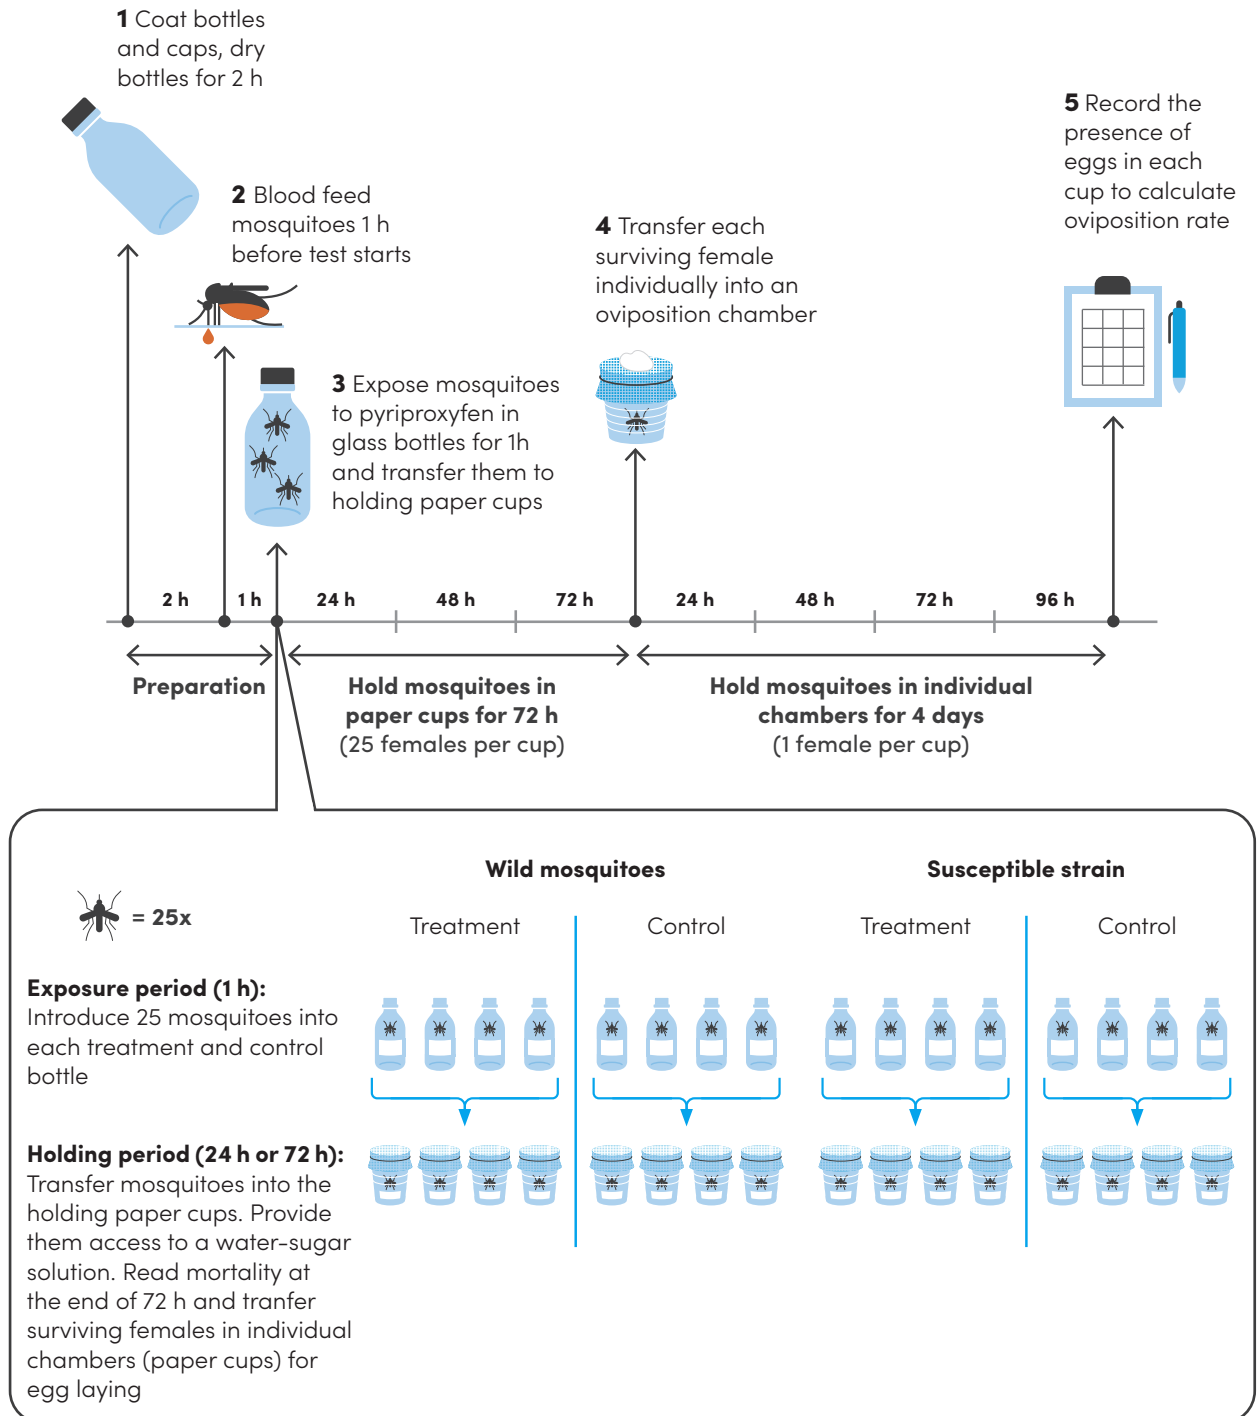 1 Coat bottles
and caps, dry
bottles for 2 h
2 Blood feed
mosquitoes 1 h
before test starts
3 Expose mosquitoes
to pyriproxyfen in
glass bottles for 1h
and transfer them to
holding paper cups
4 Transfer each
surviving female
individually into an
oviposition chamber
5 Record the
presence of
eggs in each
cup to calculate
oviposition rate
2 h 1 h 24 h 48 h 72 h 24 h 48 h 72 h 96 h
Preparation
Hold mosquitoes in
paper cups for 72 h
(25 females per cup)
Hold mosquitoes in individual
chambers for 4 days
(1 female per cup)
Wild mosquitoes Susceptible strain
= 25x
Treatment Control Treatment Control
Exposure period (1 h):
Introduce 25 mosquitoes into
each treatment and control
bottle
Holding period (24 h or 72 h):
Transfer mosquitoes into the
holding paper cups. Provide
them access to a water-sugar
solution. Read mortality at
the end of 72 h and tranfer
surviving females in individual
chambers (paper cups) for
egg laying